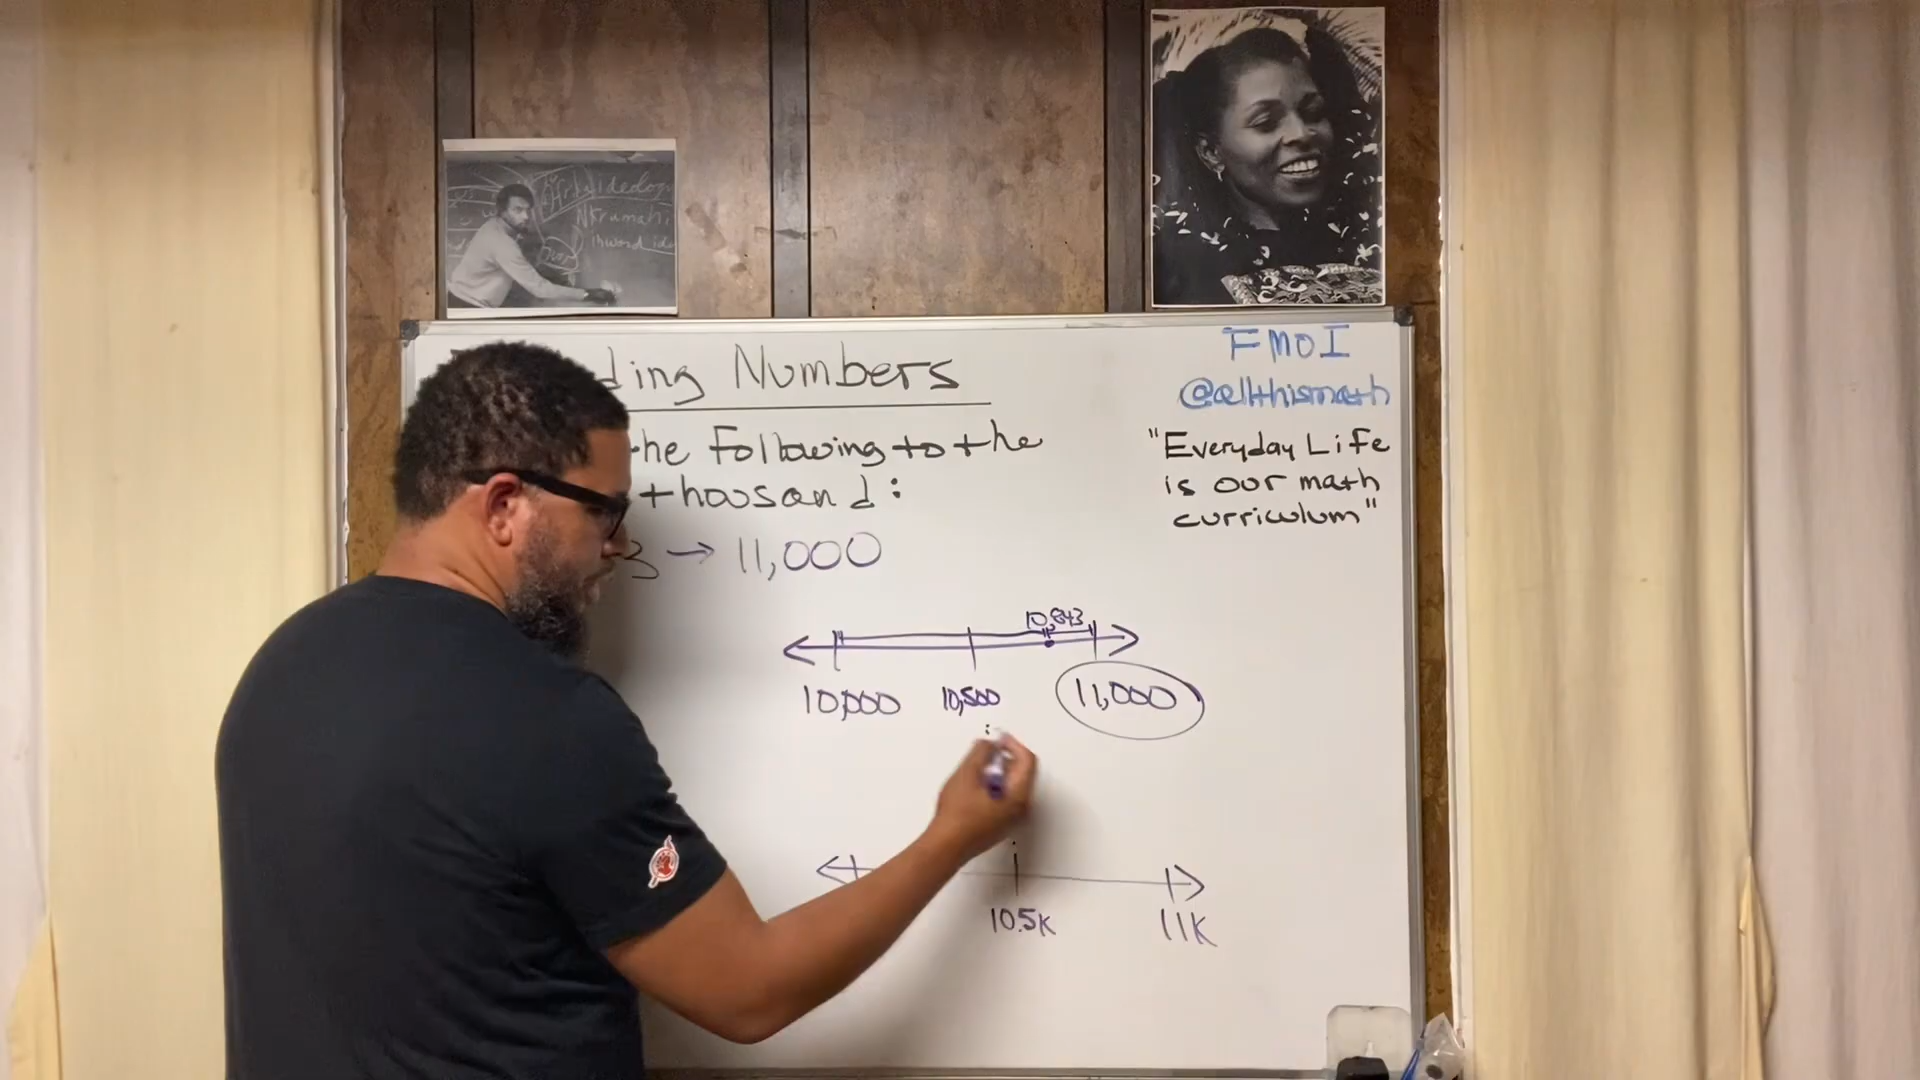 ding Numbers
FMOI
@allthismath
he Following to the
thousand:
"Everyday Life
is our math
curriculum"
3 → 11,000
10,843
10,000 10,500 11,000
10.5K 11K
Nkrumah